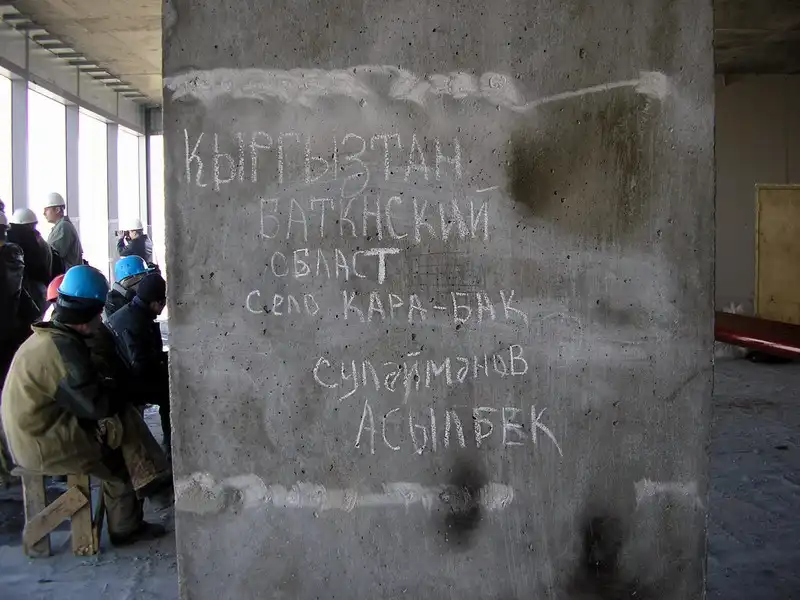 Кыргызтан
Баткнский
област
село Кара-Бак
Сулайманов
Асылбек